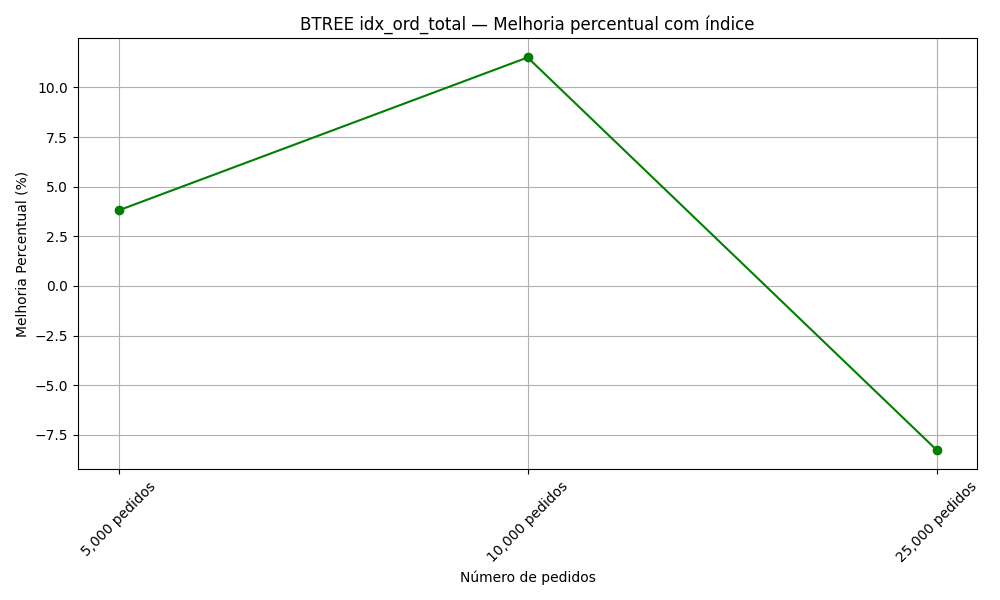 BTREE idx_ord_total — Melhoria percentual com índice
Melhoria Percentual (%)
10.0
7.5
5.0
2.5
0.0
−2.5
−5.0
−7.5
5,000 pedidos
10,000 pedidos
25,000 pedidos
Número de pedidos